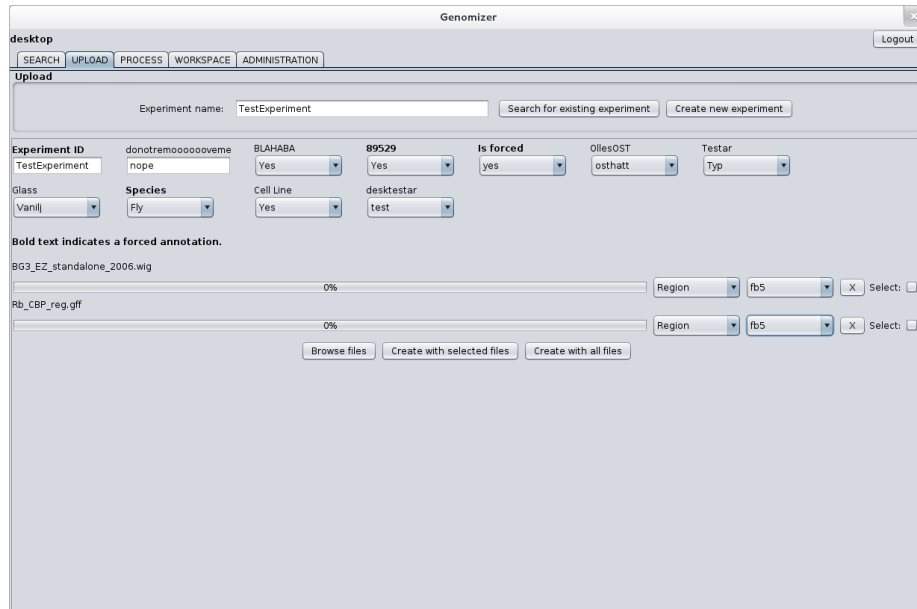 Genomizer
desktop
Logout
SEARCH UPLOAD PROCESS WORKSPACE ADMINISTRATION
Upload
Experiment name: TestExperiment Search for existing experiment Create new experiment
Experiment ID donotremooooooveme BLAHABA 89529 Is forced OllesOST Testar
TestExperiment nope Yes Yes yes osthatt Typ
Glass Species Cell Line desktestar
Vanilj Fly Yes test
Bold text indicates a forced annotation.
BG3_EZ_standalone_2006.wig
0% Region fb5 X Select:
Rb_CBP_reg.gff
0% Region fb5 X Select:
Browse files Create with selected files Create with all files